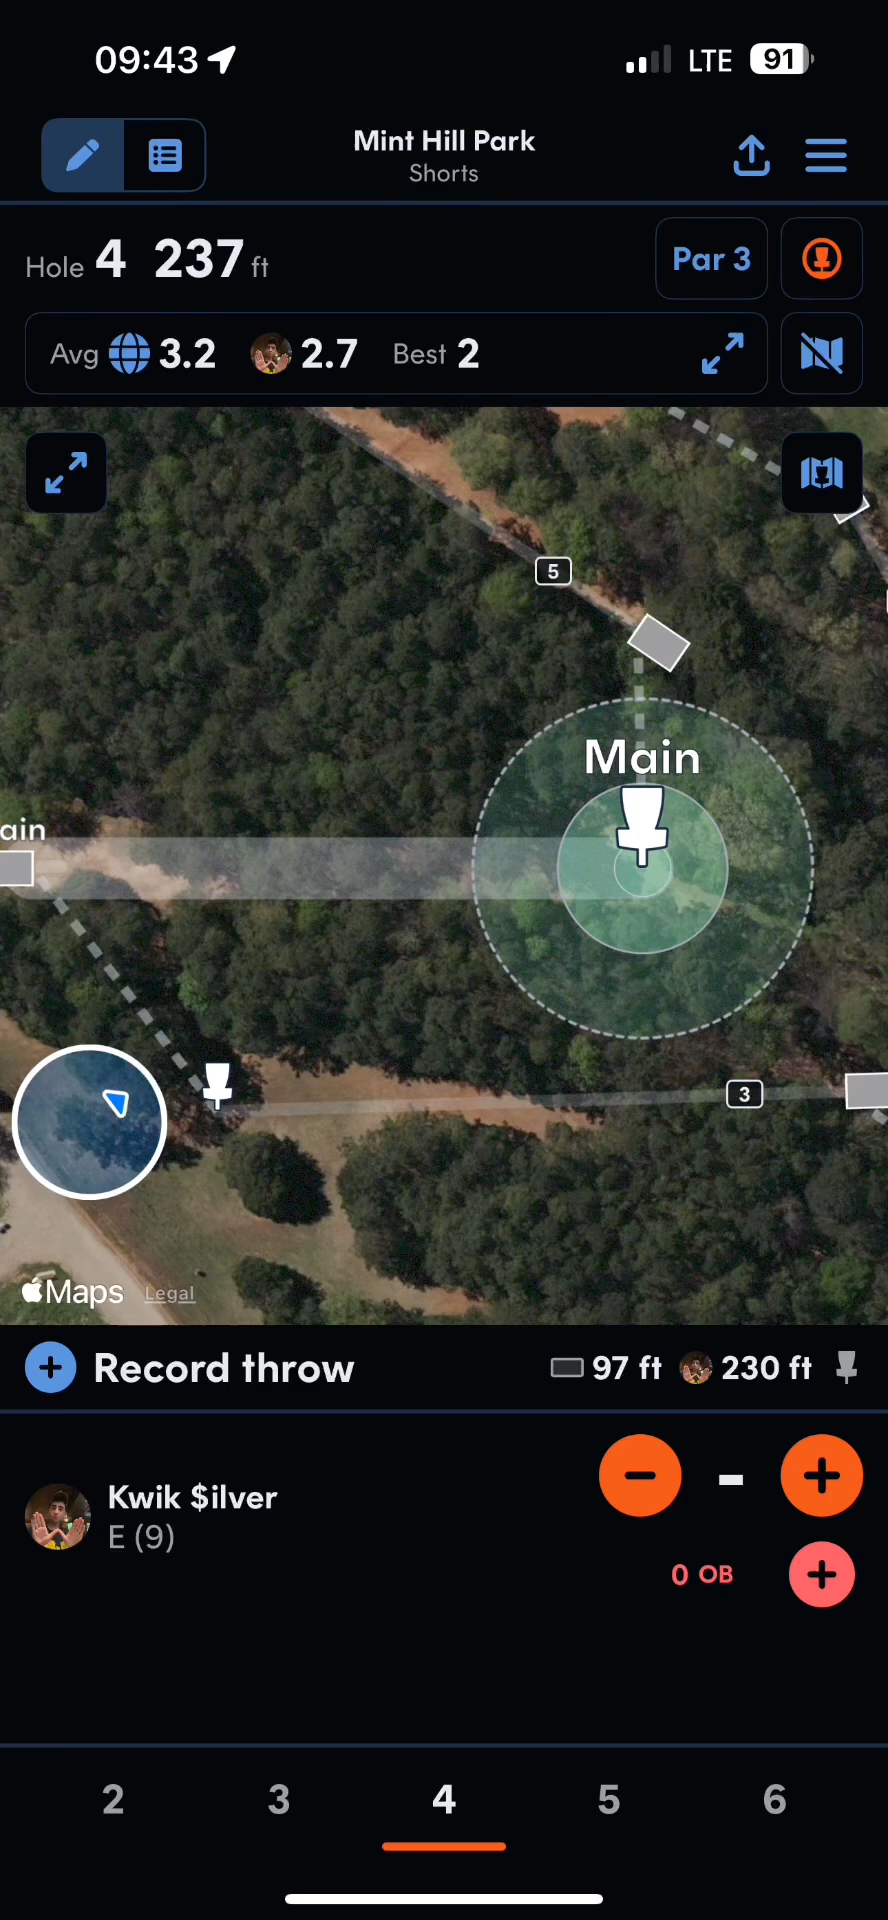 09:43 LTE 91
Mint Hill Park
Shorts
Hole 4 237 ft Par 3
Avg 3.2 2.7 Best 2
5
Main
ain
3
Maps Legal
Record throw 97 ft 230 ft
Kwik $ilver
E (9)
-
0 OB
2 3 4 5 6